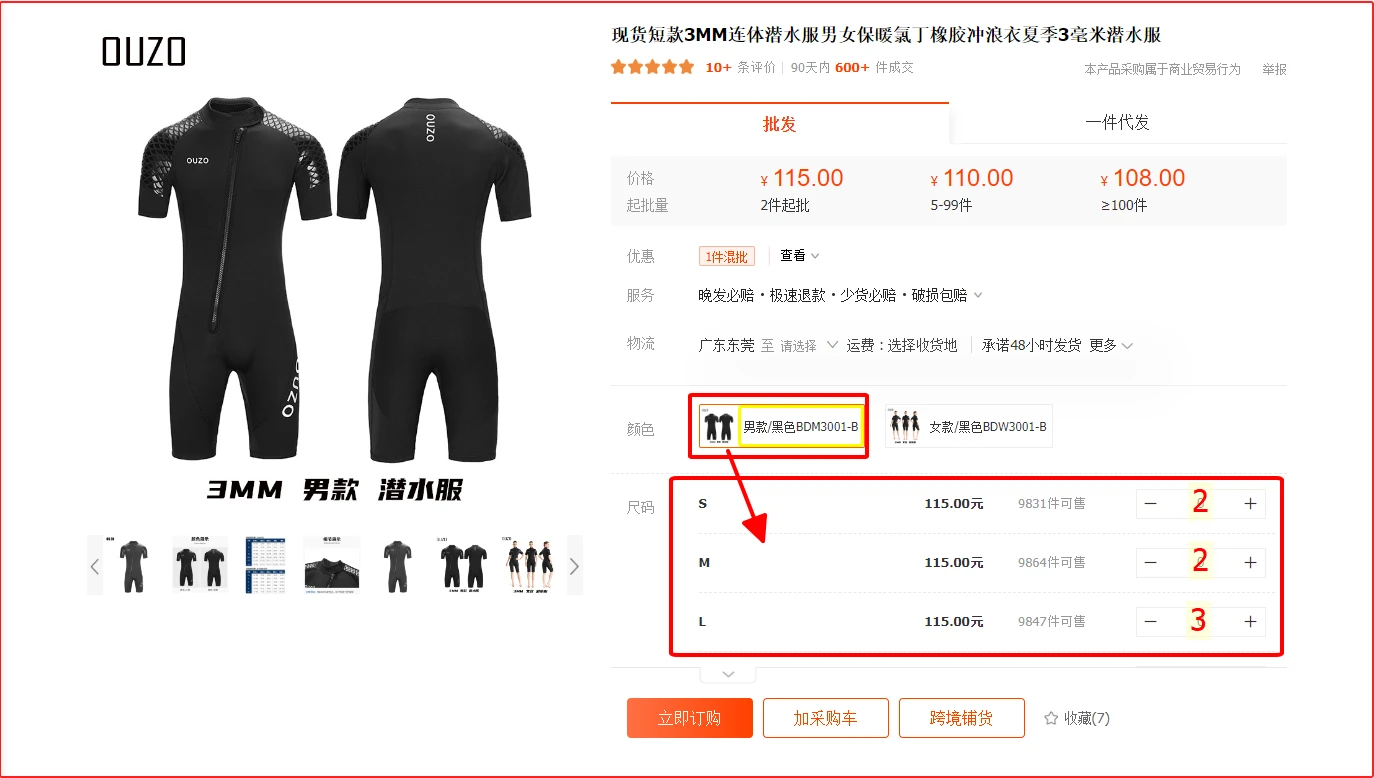 OUZO
OUZO
OUZO
OUZO
3MM 男款 潜水服
现货短款3MM连体潜水服男女保暖氯丁橡胶冲浪衣夏季3毫米潜水服
10+ 条评价 90天内 600+ 件成交
本产品采购属于商业贸易行为 举报
批发 一件代发
价格 ¥ 115.00 ¥ 110.00 ¥ 108.00
起批量 2件起批 5-99件 ≥100件
优惠 1件混批 查看
服务 晚发必赔·极速退款·少货必赔·破损包赔
物流 广东东莞 至 请选择 运费：选择收货地 承诺48小时发货 更多
颜色 男款/黑色BDM3001-B 女款/黑色BDW3001-B
尺码 S 115.00元 9831件可售 2
M 115.00元 9864件可售 2
L 115.00元 9847件可售 3
立即订购 加采购车 跨境铺货 收藏(7)